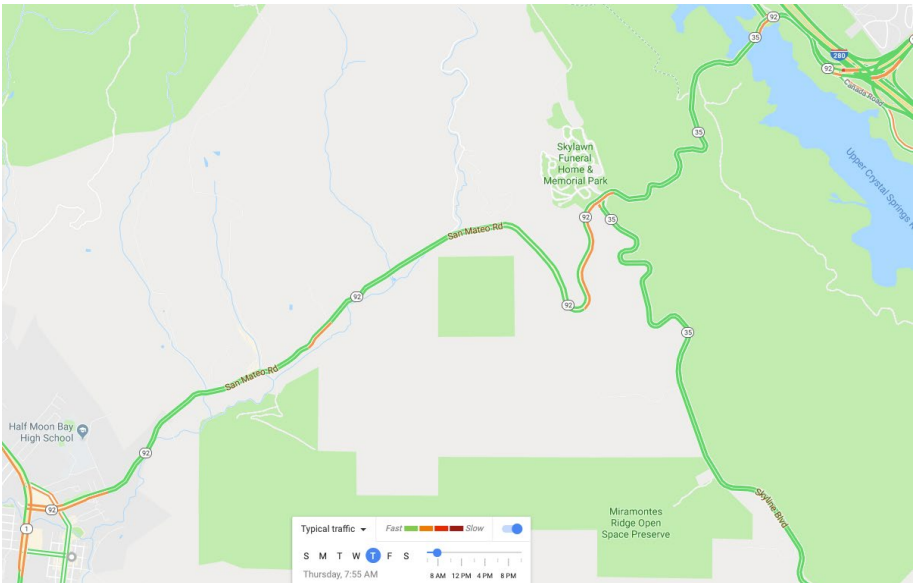 92
35
280
92
Canada Road
35
Upper Crystal Springs R
Skylawn
Funeral
Home &
Memorial Park
92
35
San Mateo Rd
92
92
35
San Mateo Rd
Half Moon Bay
High School
92
92
1
Skyline Blvd
Miramontes
Ridge Open
Space Preserve
Typical traffic
Fast
Slow
S M T W T F S
Thursday, 7:55 AM
8 AM 12 PM 4 PM 8 PM